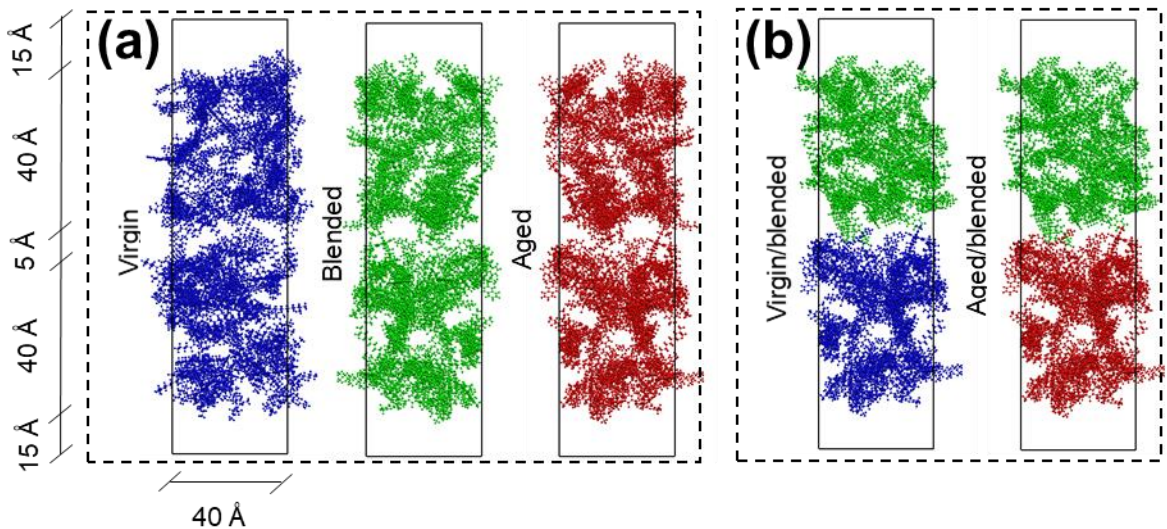 (a)
(b)
15 Å
40 Å
5 Å
40 Å
15 Å
Virgin
Blended
Aged
Virgin/blended
Aged/blended
40 Å